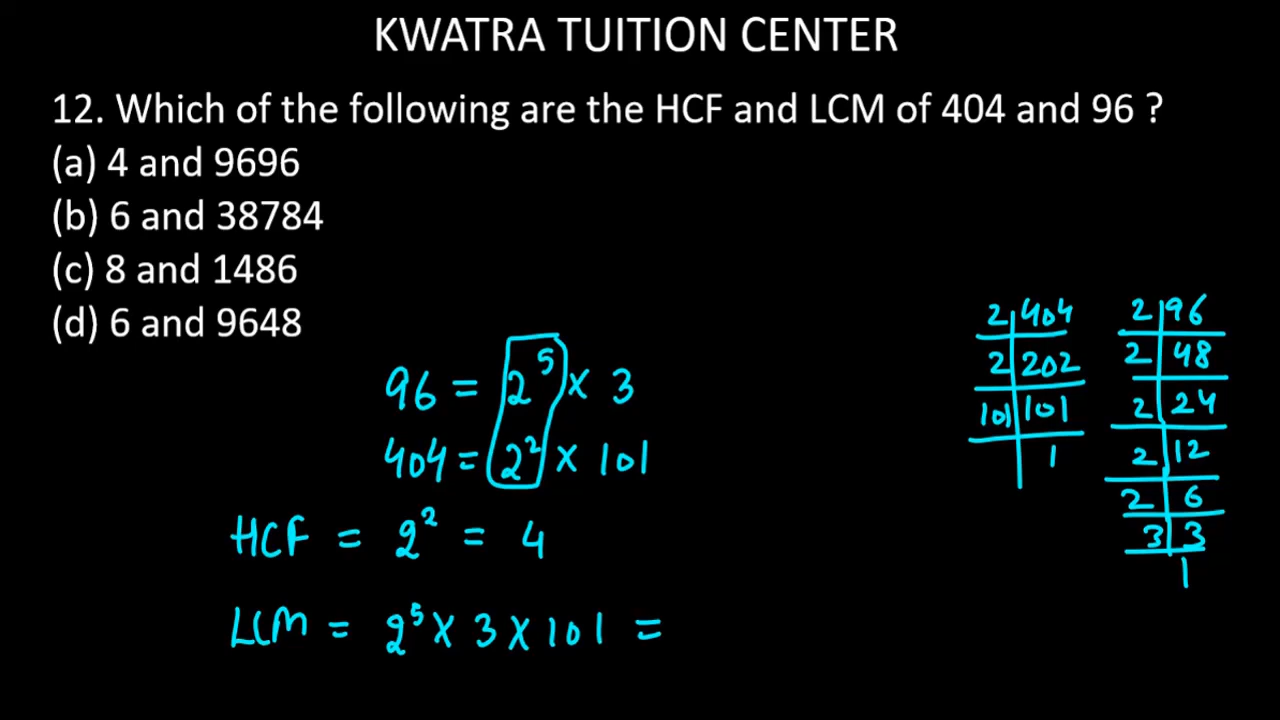 KWATRA TUITION CENTER
12. Which of the following are the HCF and LCM of 404 and 96 ?
(a) 4 and 9696
(b) 6 and 38784
(c) 8 and 1486
(d) 6 and 9648
96 = 2⁵ × 3
404 = 2² × 101
HCF = 2² = 4
LCM = 2⁵ × 3 × 101 =
2 | 404
2 | 202
101 | 101
1
2 | 96
2 | 48
2 | 24
2 | 12
2 | 6
3 | 3
1